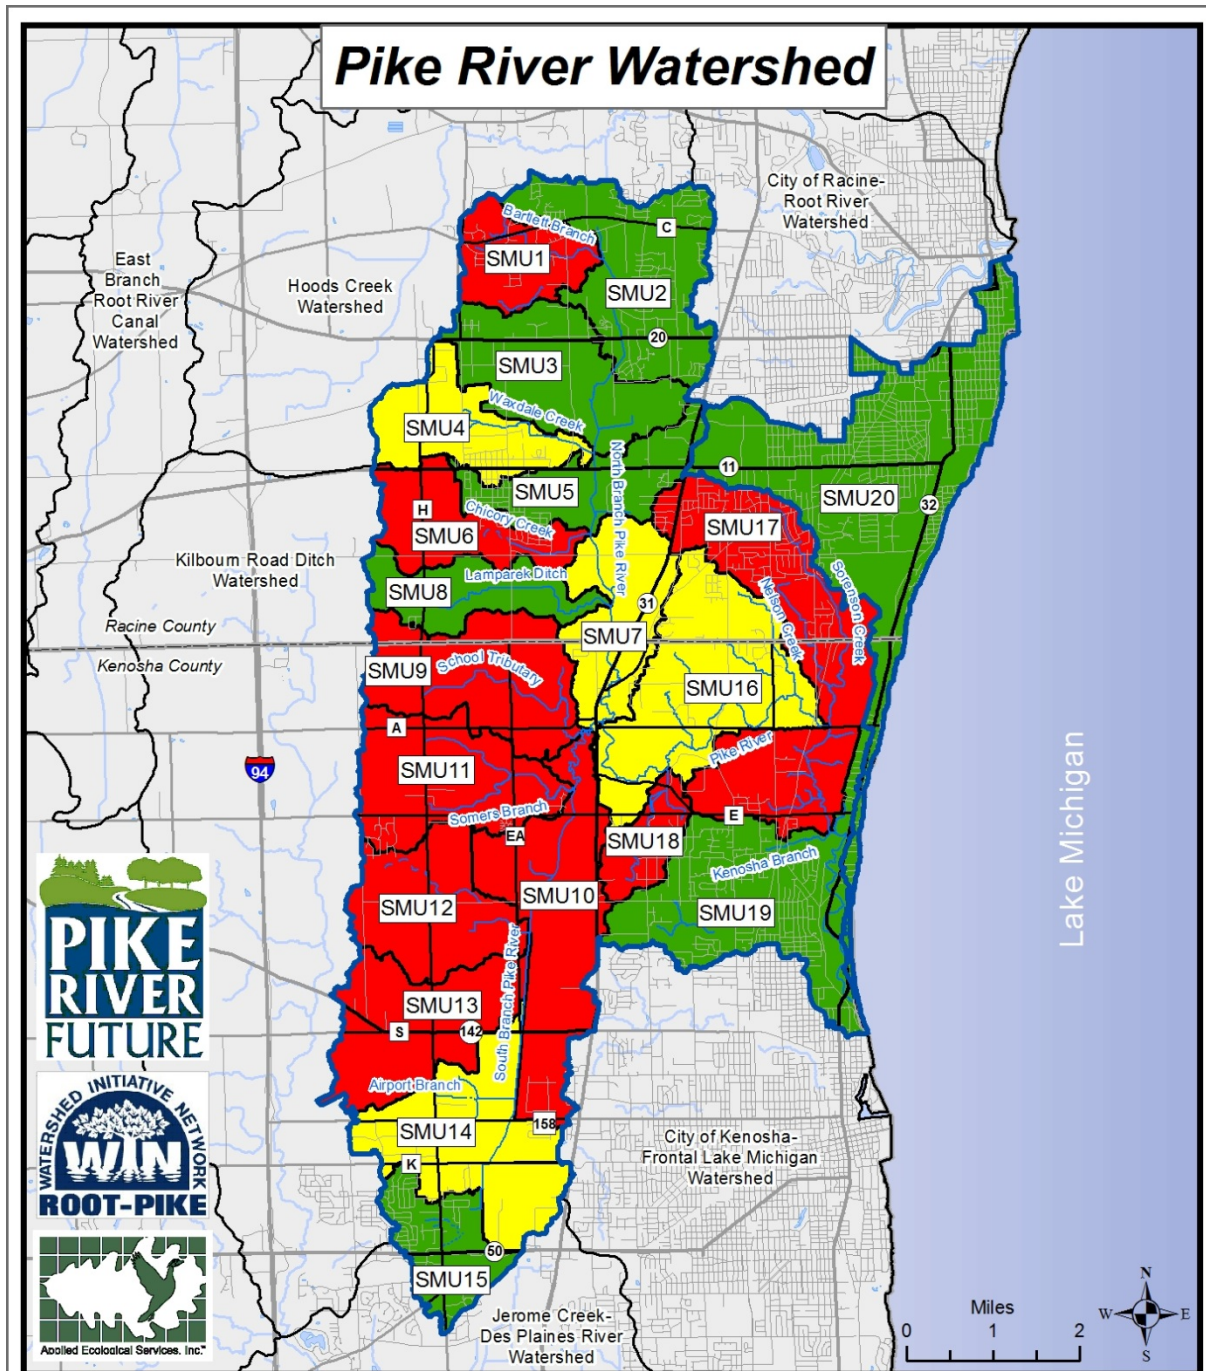 Pike River Watershed
City of Racine-
Root River
Watershed
East
Branch
Root River
Canal
Watershed
Hoods Creek
Watershed
Bartlett Branch
C
SMU1
SMU2
20
SMU3
Waxdale Creek
SMU4
North Branch Pike River
11
SMU5
SMU20
32
H
Chicory Creek
SMU6
SMU17
Kilbourn Road Ditch
Watershed
Lamparek Ditch
SMU8
31
Nelson Creek
Sorenson Creek
Racine County
Kenosha County
SMU7
SMU9
School Tributary
SMU16
A
Pike River
94
SMU11
Somers Branch
EA
E
SMU18
Kenosha Branch
SMU10
SMU12
SMU19
Lake Michigan
South Branch Pike River
SMU13
S
142
Airport Branch
158
SMU14
K
City of Kenosha-
Frontal Lake Michigan
Watershed
50
SMU15
Jerome Creek-
Des Plaines River
Watershed
PIKE
RIVER
FUTURE
WATERSHED INITIATIVE NETWORK
WIN
ROOT-PIKE
Applied Ecological Services, Inc.™
Miles
0 1 2
N
W E
S